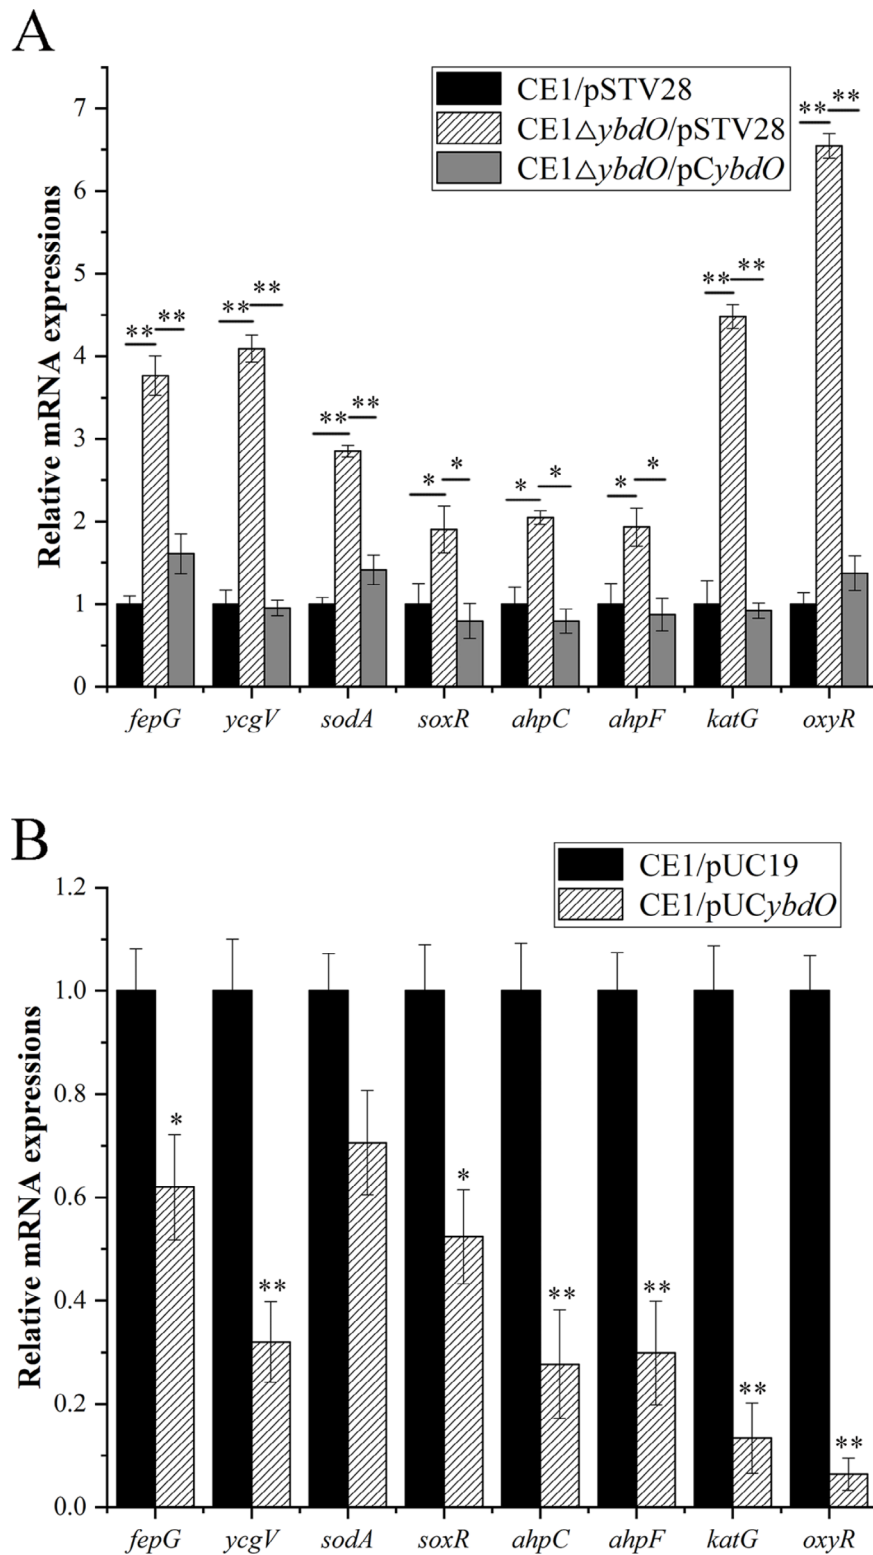 A
CE1/pSTV28
CE1△ybdO/pSTV28
CE1△ybdO/pCybdO
Relative mRNA expressions
7
6
5
4
3
2
1
0
** ** ** ** ** ** * * * * * * ** ** ** **
fepG ycgV sodA soxR ahpC ahpF katG oxyR
B
CE1/pUC19
CE1/pUCybdO
Relative mRNA expressions
1.2
1.0
0.8
0.6
0.4
0.2
0.0
* ** * ** ** ** **
fepG ycgV sodA soxR ahpC ahpF katG oxyR